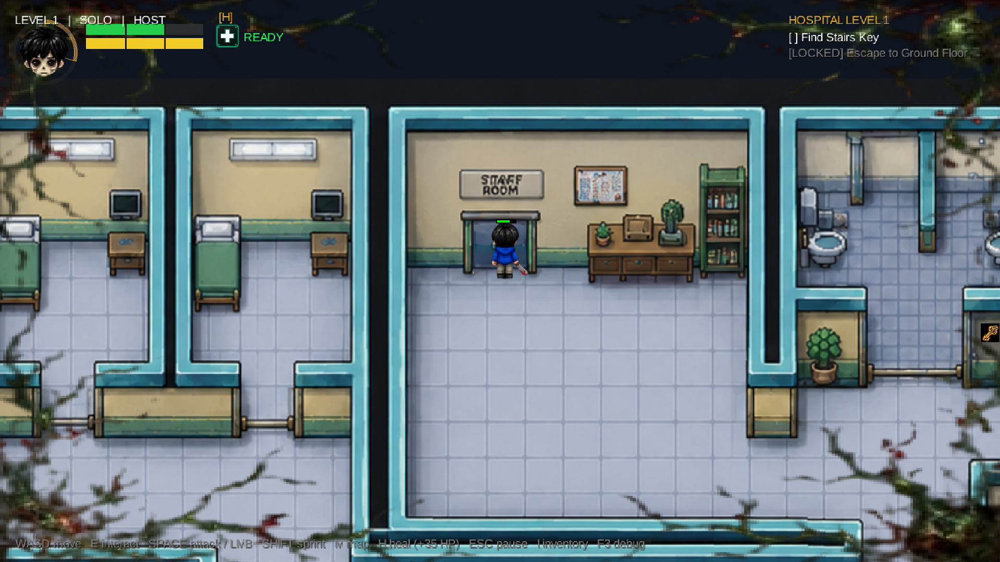 LEVEL 1 | SOLO | HOST
[H]
READY
HOSPITAL LEVEL 1
[ ] Find Stairs Key
[LOCKED] Escape to Ground Floor
STAFF
ROOM
WASD move E interact SPACE attack / LMB SHIFT sprint M map H heal (+35 HP) ESC pause I inventory F3 debug